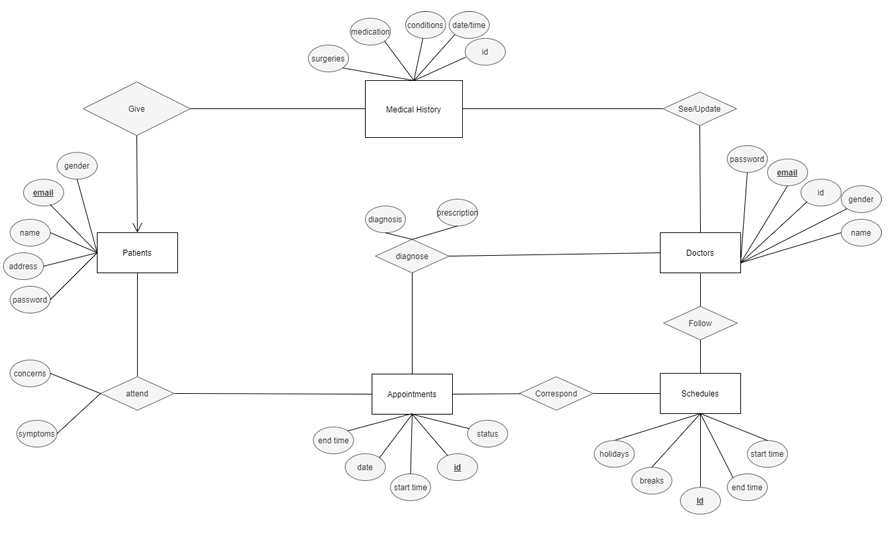 conditions
date/time
medication
id
surgeries
Give
Medical History
See/Update
gender
password
email
email
id
gender
name
name
diagnosis
prescription
Patients
diagnose
Doctors
address
password
Follow
concerns
attend
Appointments
Correspond
Schedules
symptoms
end time
status
holidays
start time
date
id
breaks
start time
end time
Id